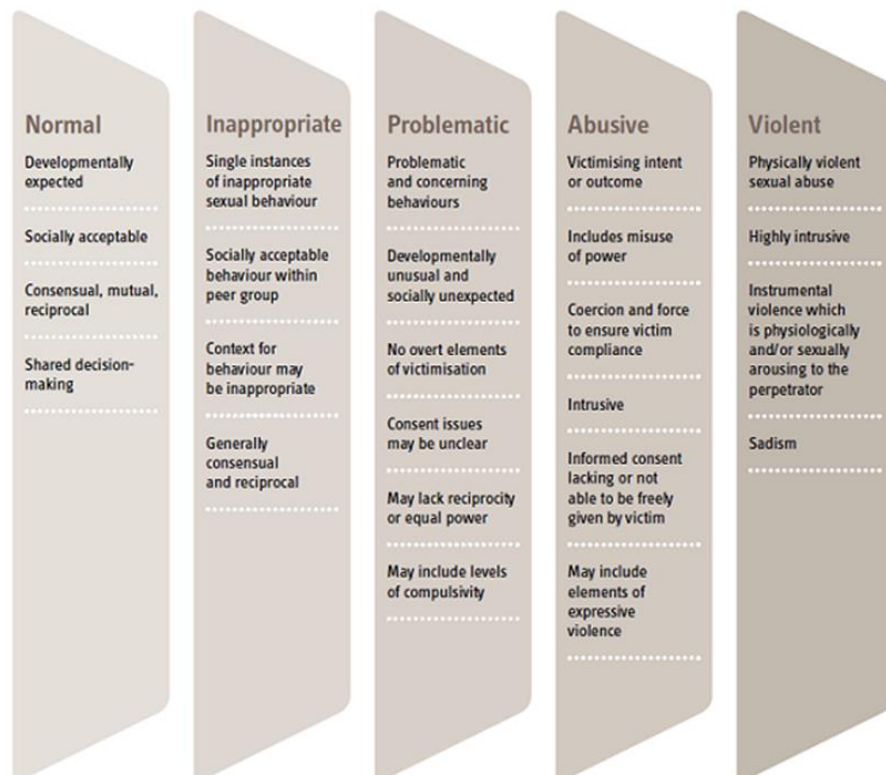 Normal
Developmentally
expected
Socially acceptable
Consensual, mutual,
reciprocal
Shared decision-
making
Inappropriate
Single instances
of inappropriate
sexual behaviour
Socially acceptable
behaviour within
peer group
Context for
behaviour may
be inappropriate
Generally
consensual
and reciprocal
Problematic
Problematic
and concerning
behaviours
Developmentally
unusual and
socially unexpected
No overt elements
of victimisation
Consent issues
may be unclear
May lack reciprocity
or equal power
May include levels
of compulsivity
Abusive
Victimising intent
or outcome
Includes misuse
of power
Coercion and force
to ensure victim
compliance
Intrusive
Informed consent
lacking or not
able to be freely
given by victim
May include
elements of
expressive
violence
Violent
Physically violent
sexual abuse
Highly intrusive
Instrumental
violence which
is physiologically
and/or sexually
arousing to the
perpetrator
Sadism